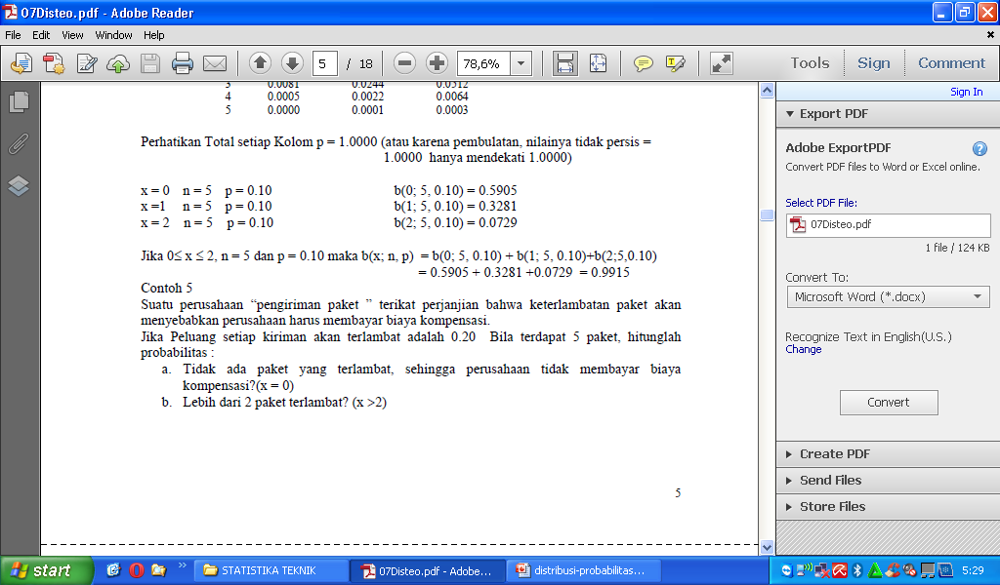 07Disteo.pdf - Adobe Reader
File Edit View Window Help
5 / 18 78,6% Tools Sign Comment
Sign In
3 0.0081 0.0244 0.0512
4 0.0005 0.0022 0.0064
5 0.0000 0.0001 0.0003
Perhatikan Total setiap Kolom p = 1.0000 (atau karena pembulatan, nilainya tidak persis =
1.0000 hanya mendekati 1.0000)
x = 0 n = 5 p = 0.10 b(0; 5, 0.10) = 0.5905
x =1 n = 5 p = 0.10 b(1; 5, 0.10) = 0.3281
x = 2 n = 5 p = 0.10 b(2; 5, 0.10) = 0.0729
Jika 0≤ x ≤ 2, n = 5 dan p = 0.10 maka b(x; n, p) = b(0; 5, 0.10) + b(1; 5, 0.10)+b(2;5,0.10)
= 0.5905 + 0.3281 +0.0729 = 0.9915
Contoh 5
Suatu perusahaan “pengiriman paket ” terikat perjanjian bahwa keterlambatan paket akan
menyebabkan perusahaan harus membayar biaya kompensasi.
Jika Peluang setiap kiriman akan terlambat adalah 0.20 Bila terdapat 5 paket, hitunglah
probabilitas :
a. Tidak ada paket yang terlambat, sehingga perusahaan tidak membayar biaya
kompensasi?(x = 0)
b. Lebih dari 2 paket terlambat? (x >2)
5
Export PDF
Adobe ExportPDF
Convert PDF files to Word or Excel online.
Select PDF File:
07Disteo.pdf
1 file / 124 KB
Convert To:
Microsoft Word (*.docx)
Recognize Text in English(U.S.)
Change
Convert
Create PDF
Send Files
Store Files
start STATISTIKA TEKNIK 07Disteo.pdf - Adobe... distribusi-probabilitas... 5:29